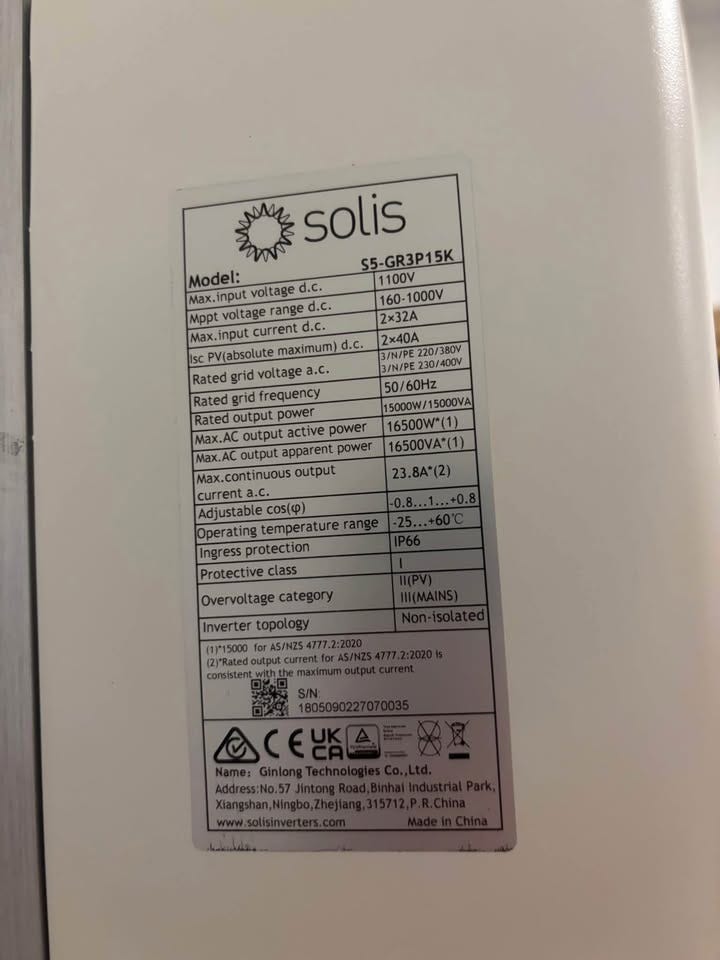 solis
Model: S5-GR3P15K
Max.input voltage d.c. 1100V
Mppt voltage range d.c. 160-1000V
Max.input current d.c. 2×32A
Isc PV(absolute maximum) d.c. 2×40A
Rated grid voltage a.c. 3/N/PE 220/380V
3/N/PE 230/400V
Rated grid frequency 50/60Hz
Rated output power 15000W/15000VA
Max.AC output active power 16500W*(1)
Max.AC output apparent power 16500VA*(1)
Max.continuous output
current a.c. 23.8A*(2)
Adjustable cos(φ) -0.8...1...+0.8
Operating temperature range -25...+60℃
Ingress protection IP66
Protective class I
Overvoltage category II(PV)
III(MAINS)
Inverter topology Non-isolated
(1)*15000 for AS/NZS 4777.2:2020
(2)*Rated output current for AS/NZS 4777.2:2020 is
consistent with the maximum output current
S/N:
1805090227070035
CE UK
CA
Name: Ginlong Technologies Co.,Ltd.
Address:No.57 Jintong Road,Binhai Industrial Park,
Xiangshan,Ningbo,Zhejiang,315712,P.R.China
www.solisinverters.com Made in China